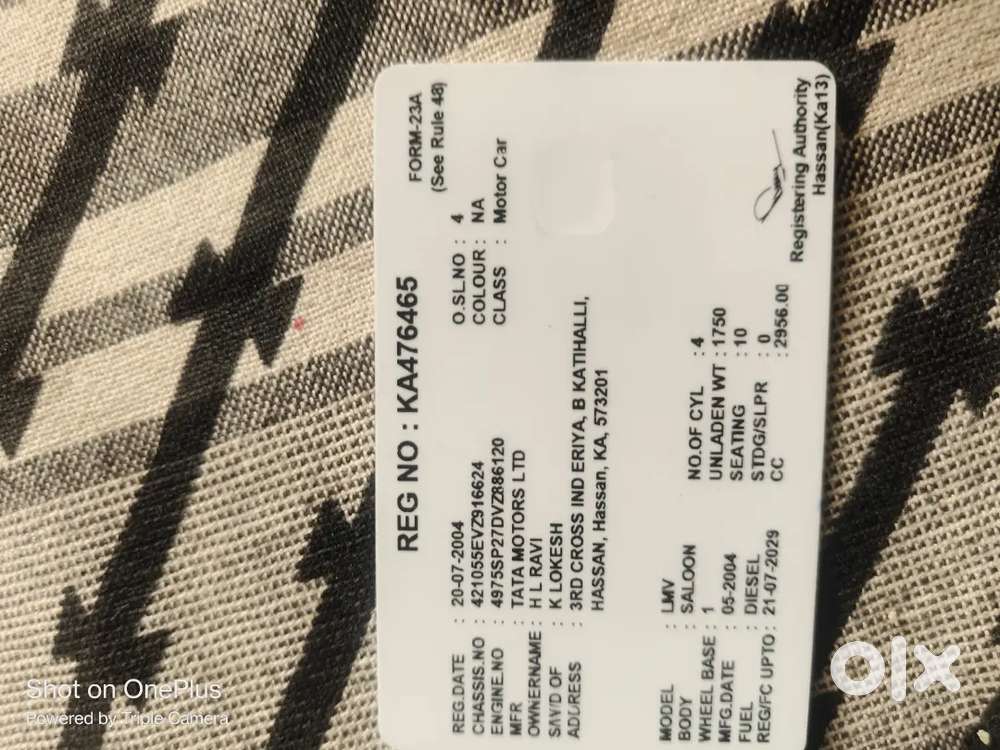 FORM-23A
(See Rule 48)
REG NO : KA476465
REG.DATE : 20-07-2004
O.SL.NO : 4
CHASSIS.NO : 421055EVZ916624
COLOUR : NA
ENGINE.NO : 4975SP27DVZ886120
CLASS : Motor Car
MFR : TATA MOTORS LTD
OWNERNAME : H L RAVI
S/W/D OF : K LOKESH
ADDRESS : 3RD CROSS IND ERIYA, B KATIHALLI,
HASSAN, Hassan, KA, 573201
MODEL : LMV
NO.OF CYL : 4
BODY : SALOON
UNLADEN WT : 1750
WHEEL BASE : 1
SEATING : 10
MFG.DATE : 05-2004
STDG/SLPR : 0
FUEL : DIESEL
CC : 2956.00
REG/FC UPTO : 21-07-2029
Registering Authority
Hassan(Ka13)
olx
Shot on OnePlus
Powered by Triple Camera